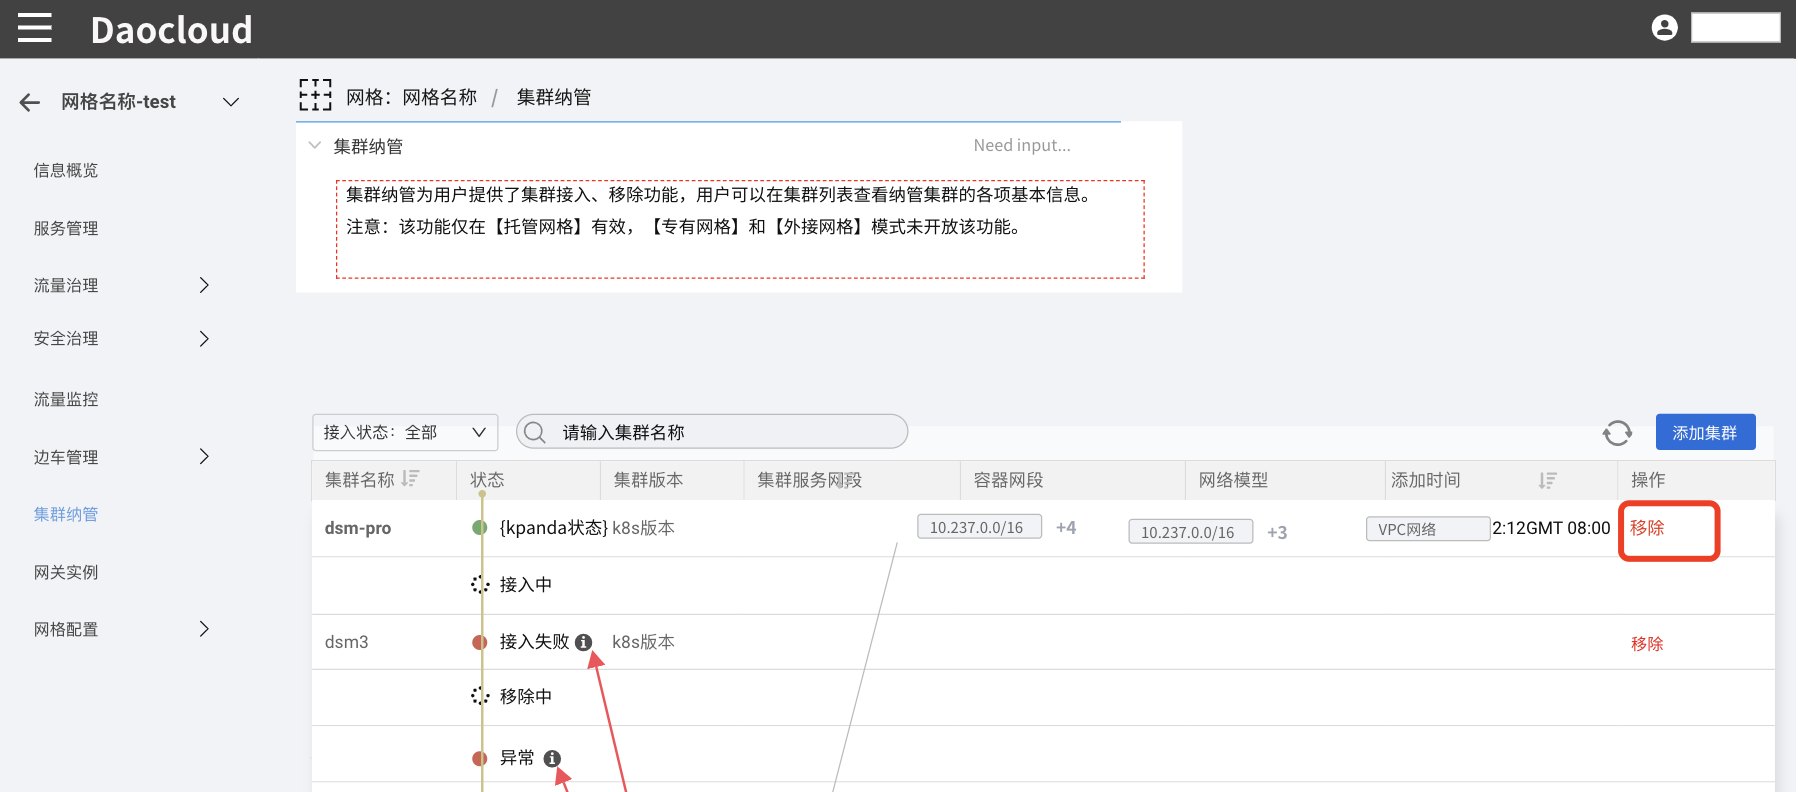 Daocloud
网格名称-test
网格：网格名称 / 集群纳管
集群纳管
Need input...
集群纳管为用户提供了集群接入、移除功能，用户可以在集群列表查看纳管集群的各项基本信息。
注意：该功能仅在【托管网格】有效，【专有网格】和【外接网格】模式未开放该功能。
信息概览
服务管理
流量治理
安全治理
流量监控
边车管理
集群纳管
网关实例
网格配置
接入状态：全部
请输入集群名称
添加集群
集群名称 状态 集群版本 集群服务网段 容器网段 网络模型 添加时间 操作
dsm-pro {kpanda状态} k8s版本 10.237.0.0/16 +4 10.237.0.0/16 +3 VPC网络 2:12GMT 08:00 移除
接入中
dsm3 接入失败 k8s版本 移除
移除中
异常